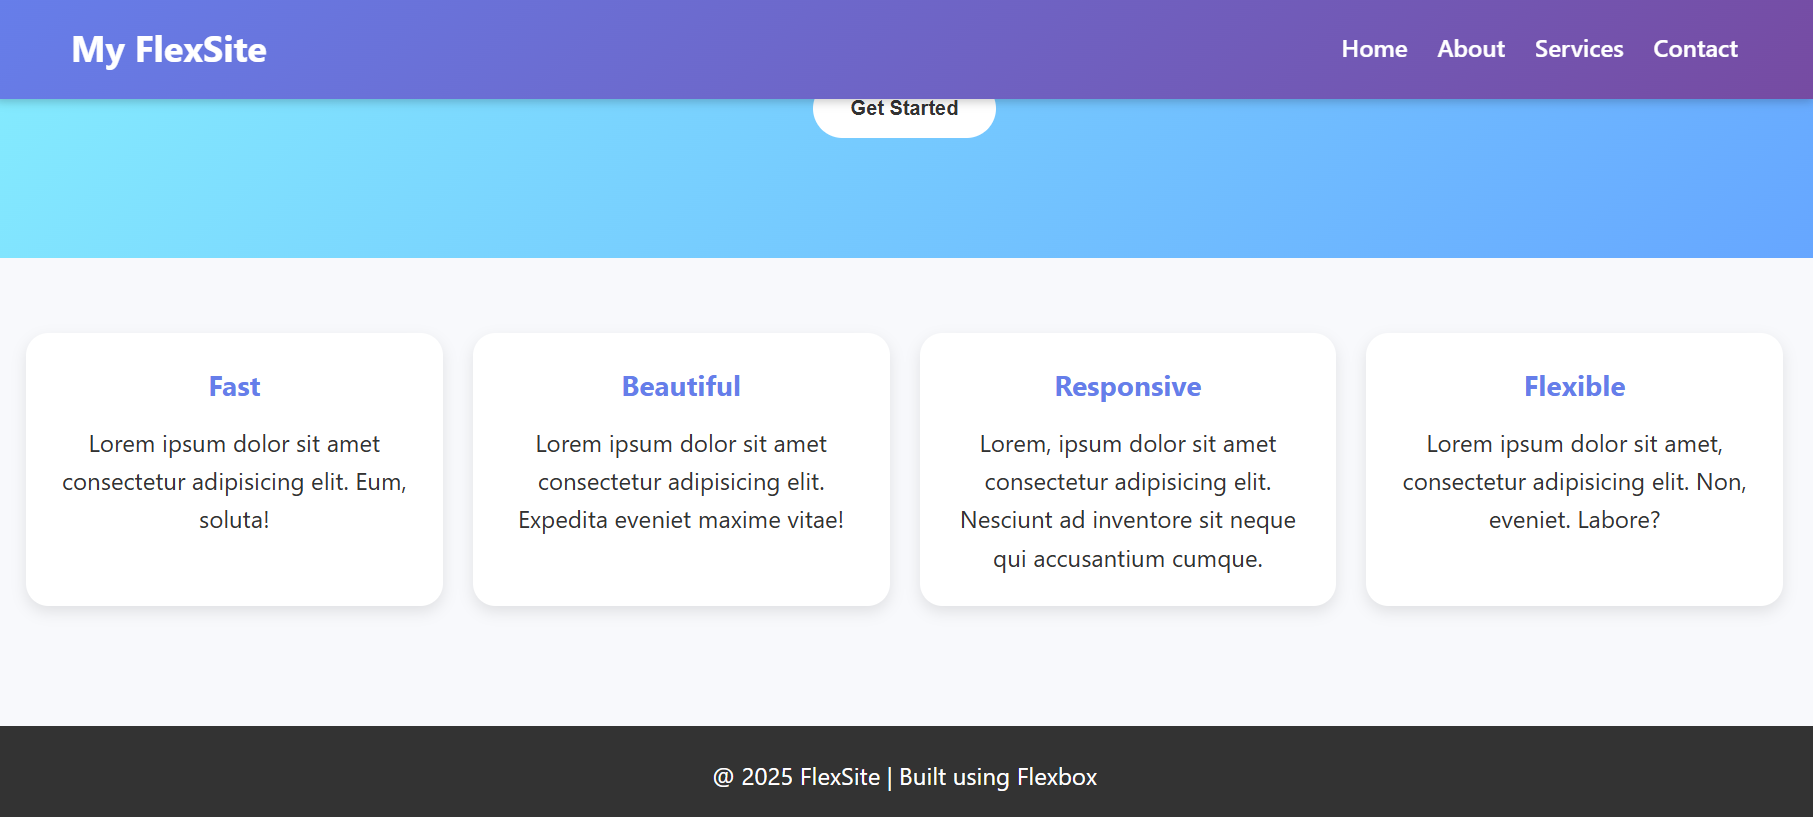 My FlexSite
Home About Services Contact
Get Started
Fast
Lorem ipsum dolor sit amet
consectetur adipisicing elit. Eum,
soluta!
Beautiful
Lorem ipsum dolor sit amet
consectetur adipisicing elit.
Expedita eveniet maxime vitae!
Responsive
Lorem, ipsum dolor sit amet
consectetur adipisicing elit.
Nesciunt ad inventore sit neque
qui accusantium cumque.
Flexible
Lorem ipsum dolor sit amet,
consectetur adipisicing elit. Non,
eveniet. Labore?
@ 2025 FlexSite | Built using Flexbox